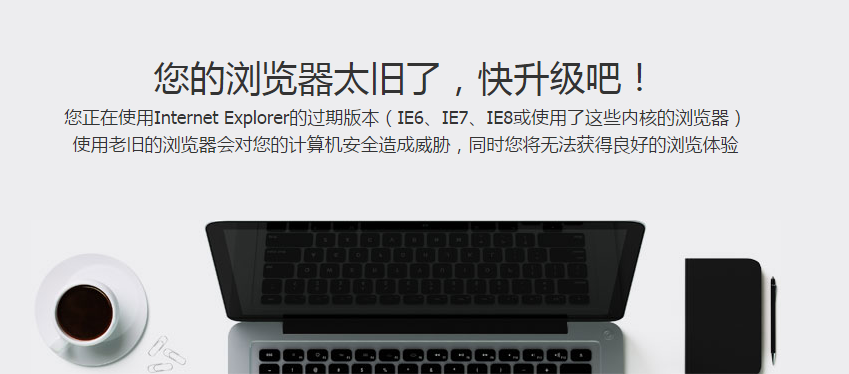 您的浏览器太旧了，快升级吧！
您正在使用Internet Explorer的过期版本（IE6、IE7、IE8或使用了这些内核的浏览器）
使用老旧的浏览器会对您的计算机安全造成威胁，同时您将无法获得良好的浏览体验